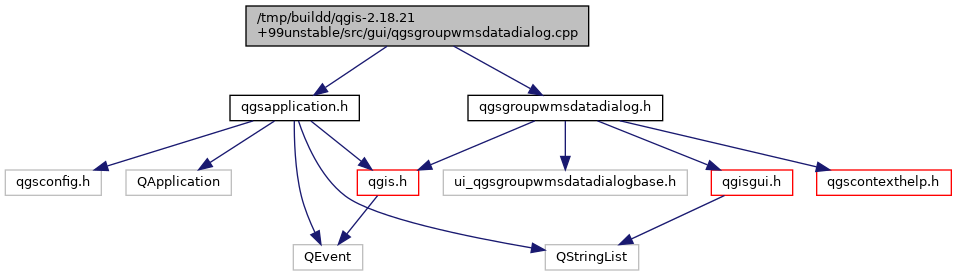 /tmp/buildd/qgis-2.18.21
+99unstable/src/gui/qgsgroupwmsdatadialog.cpp
qgsapplication.h
qgsgroupwmsdatadialog.h
qgsconfig.h
QApplication
qgis.h
ui_qgsgroupwmsdatadialogbase.h
qgisgui.h
qgscontexthelp.h
QEvent
QStringList